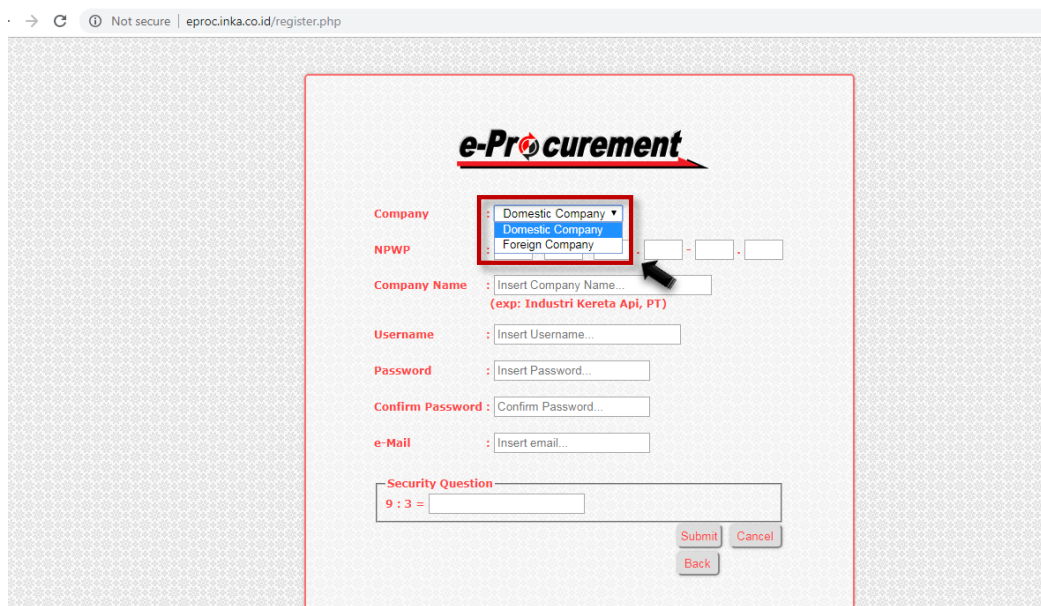 Not secure | eproc.inka.co.id/register.php
e-Procurement
Company : Domestic Company
Domestic Company
Foreign Company
NPWP : . - .
Company Name : Insert Company Name...
(exp: Industri Kereta Api, PT)
Username : Insert Username...
Password : Insert Password...
Confirm Password : Confirm Password...
e-Mail : Insert email...
Security Question
9 : 3 =
Submit Cancel
Back